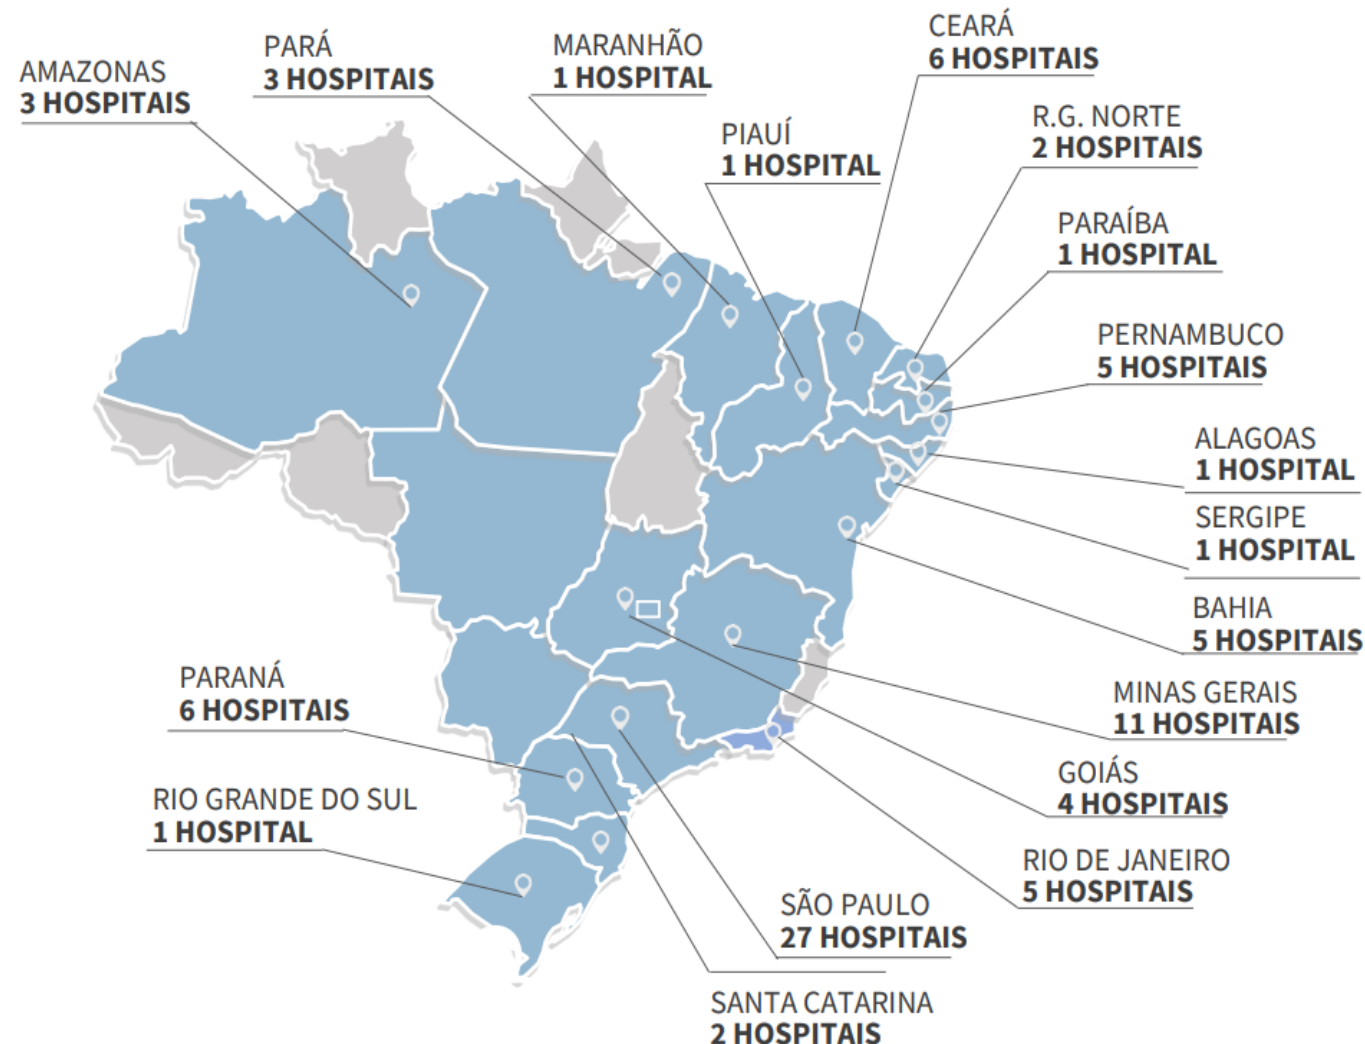 CEARÁ
6 HOSPITAIS
PARÁ
3 HOSPITAIS
MARANHÃO
1 HOSPITAL
AMAZONAS
3 HOSPITAIS
R.G. NORTE
2 HOSPITAIS
PIAUÍ
1 HOSPITAL
PARAÍBA
1 HOSPITAL
PERNAMBUCO
5 HOSPITAIS
ALAGOAS
1 HOSPITAL
SERGIPE
1 HOSPITAL
BAHIA
5 HOSPITAIS
PARANÁ
6 HOSPITAIS
MINAS GERAIS
11 HOSPITAIS
GOIÁS
4 HOSPITAIS
RIO GRANDE DO SUL
1 HOSPITAL
RIO DE JANEIRO
5 HOSPITAIS
SÃO PAULO
27 HOSPITAIS
SANTA CATARINA
2 HOSPITAIS